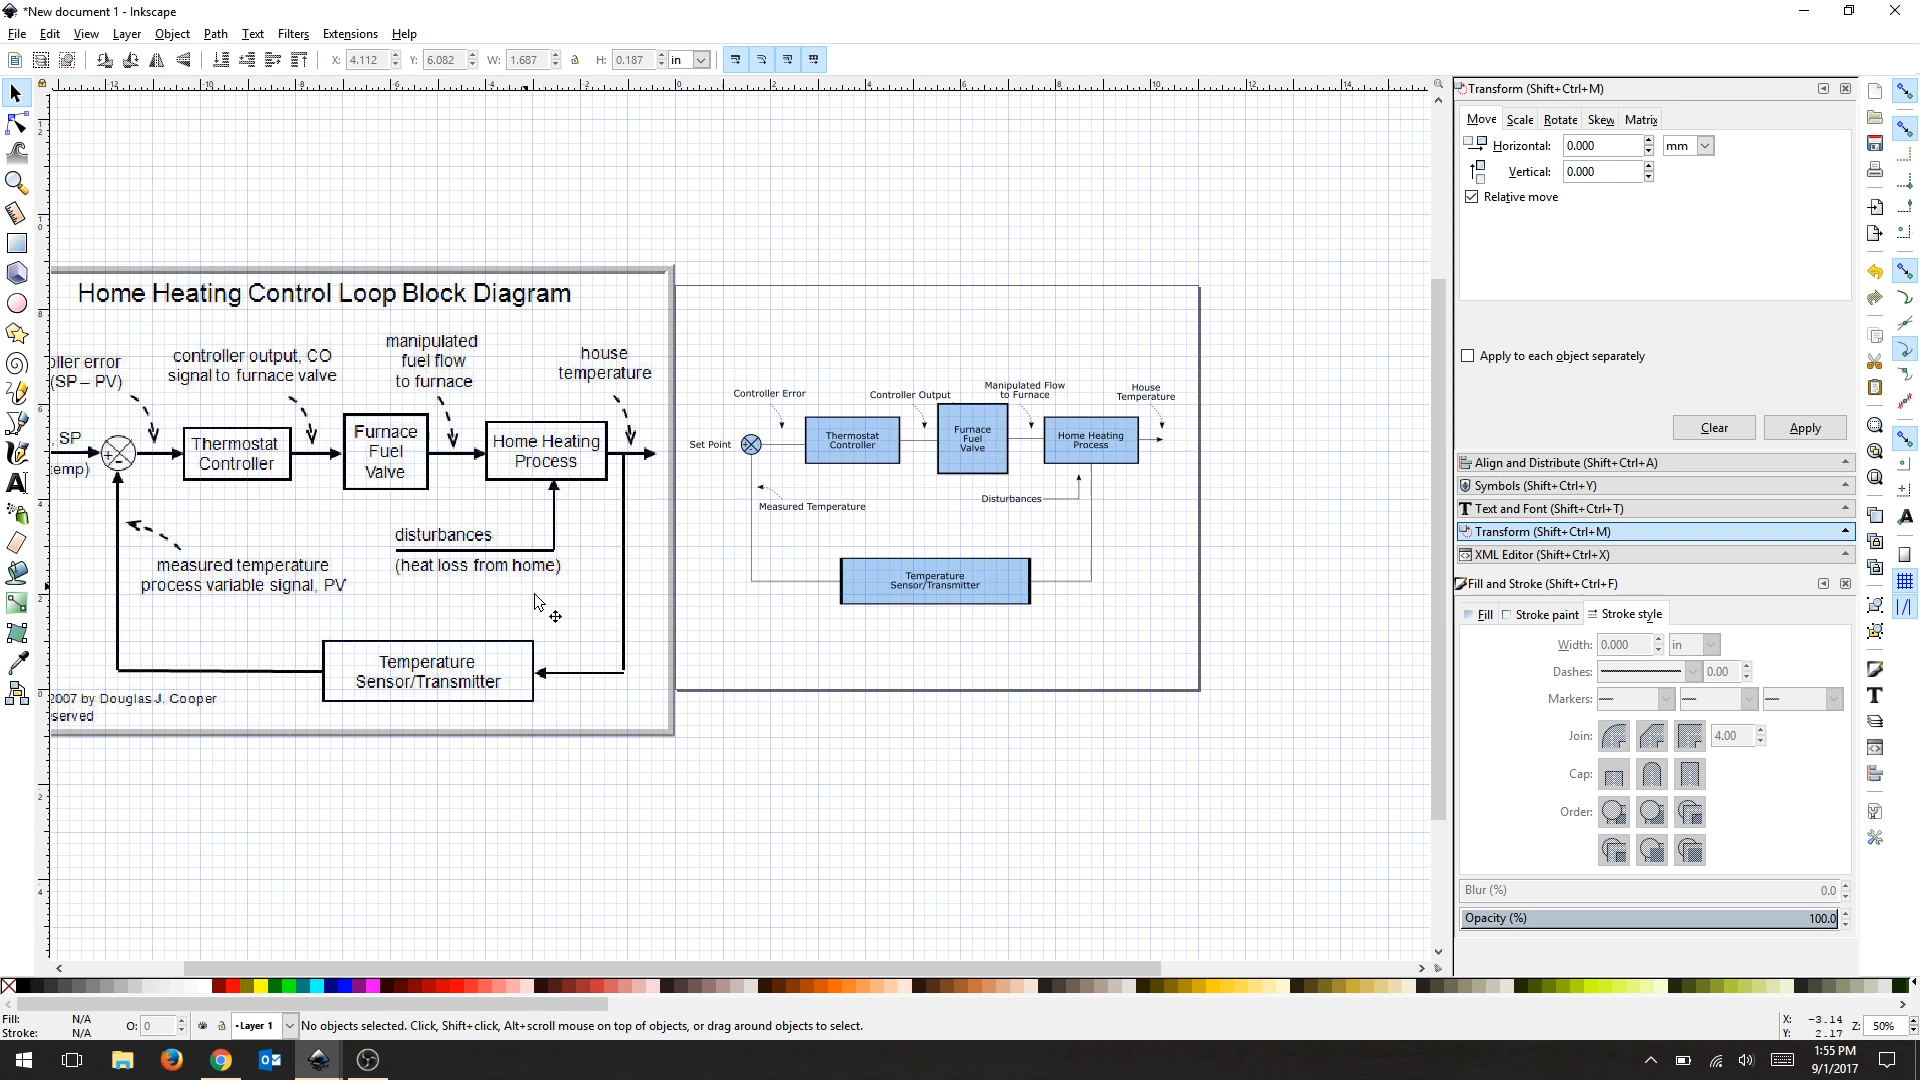 *New document 1 - Inkscape
File Edit View Layer Object Path Text Filters Extensions Help
X: 4.112 Y: 6.082 W: 1.687 H: 0.187 in
Transform (Shift+Ctrl+M)
Move Scale Rotate Skew Matrix
Horizontal: 0.000 mm
Vertical: 0.000
Relative move
Apply to each object separately
Clear Apply
Align and Distribute (Shift+Ctrl+A)
Symbols (Shift+Ctrl+Y)
Text and Font (Shift+Ctrl+T)
Transform (Shift+Ctrl+M)
XML Editor (Shift+Ctrl+X)
Fill and Stroke (Shift+Ctrl+F)
Fill Stroke paint Stroke style
Width: 0.000 in
Dashes: 0.00
Markers:
Join: 4.00
Cap:
Order:
Blur (%) 0.0
Opacity (%) 100.0
Home Heating Control Loop Block Diagram
oller error
(SP – PV)
controller output, CO
signal to furnace valve
manipulated
fuel flow
to furnace
house
temperature
, SP
temp)
+
-
Thermostat
Controller
Furnace
Fuel
Valve
Home Heating
Process
disturbances
(heat loss from home)
measured temperature
process variable signal, PV
Temperature
Sensor/Transmitter
2007 by Douglas J. Cooper
served
Controller Error
Controller Output
Manipulated Flow
to Furnace
House
Temperature
Set Point
Thermostat
Controller
Furnace
Fuel
Valve
Home Heating
Process
Measured Temperature
Disturbances
Temperature
Sensor/Transmitter
Fill: N/A
Stroke: N/A
O: 0
Layer 1
No objects selected. Click, Shift+click, Alt+scroll mouse on top of objects, or drag around objects to select.
X: -3.14
Y: 2.17
Z: 50%
1:55 PM
9/1/2017